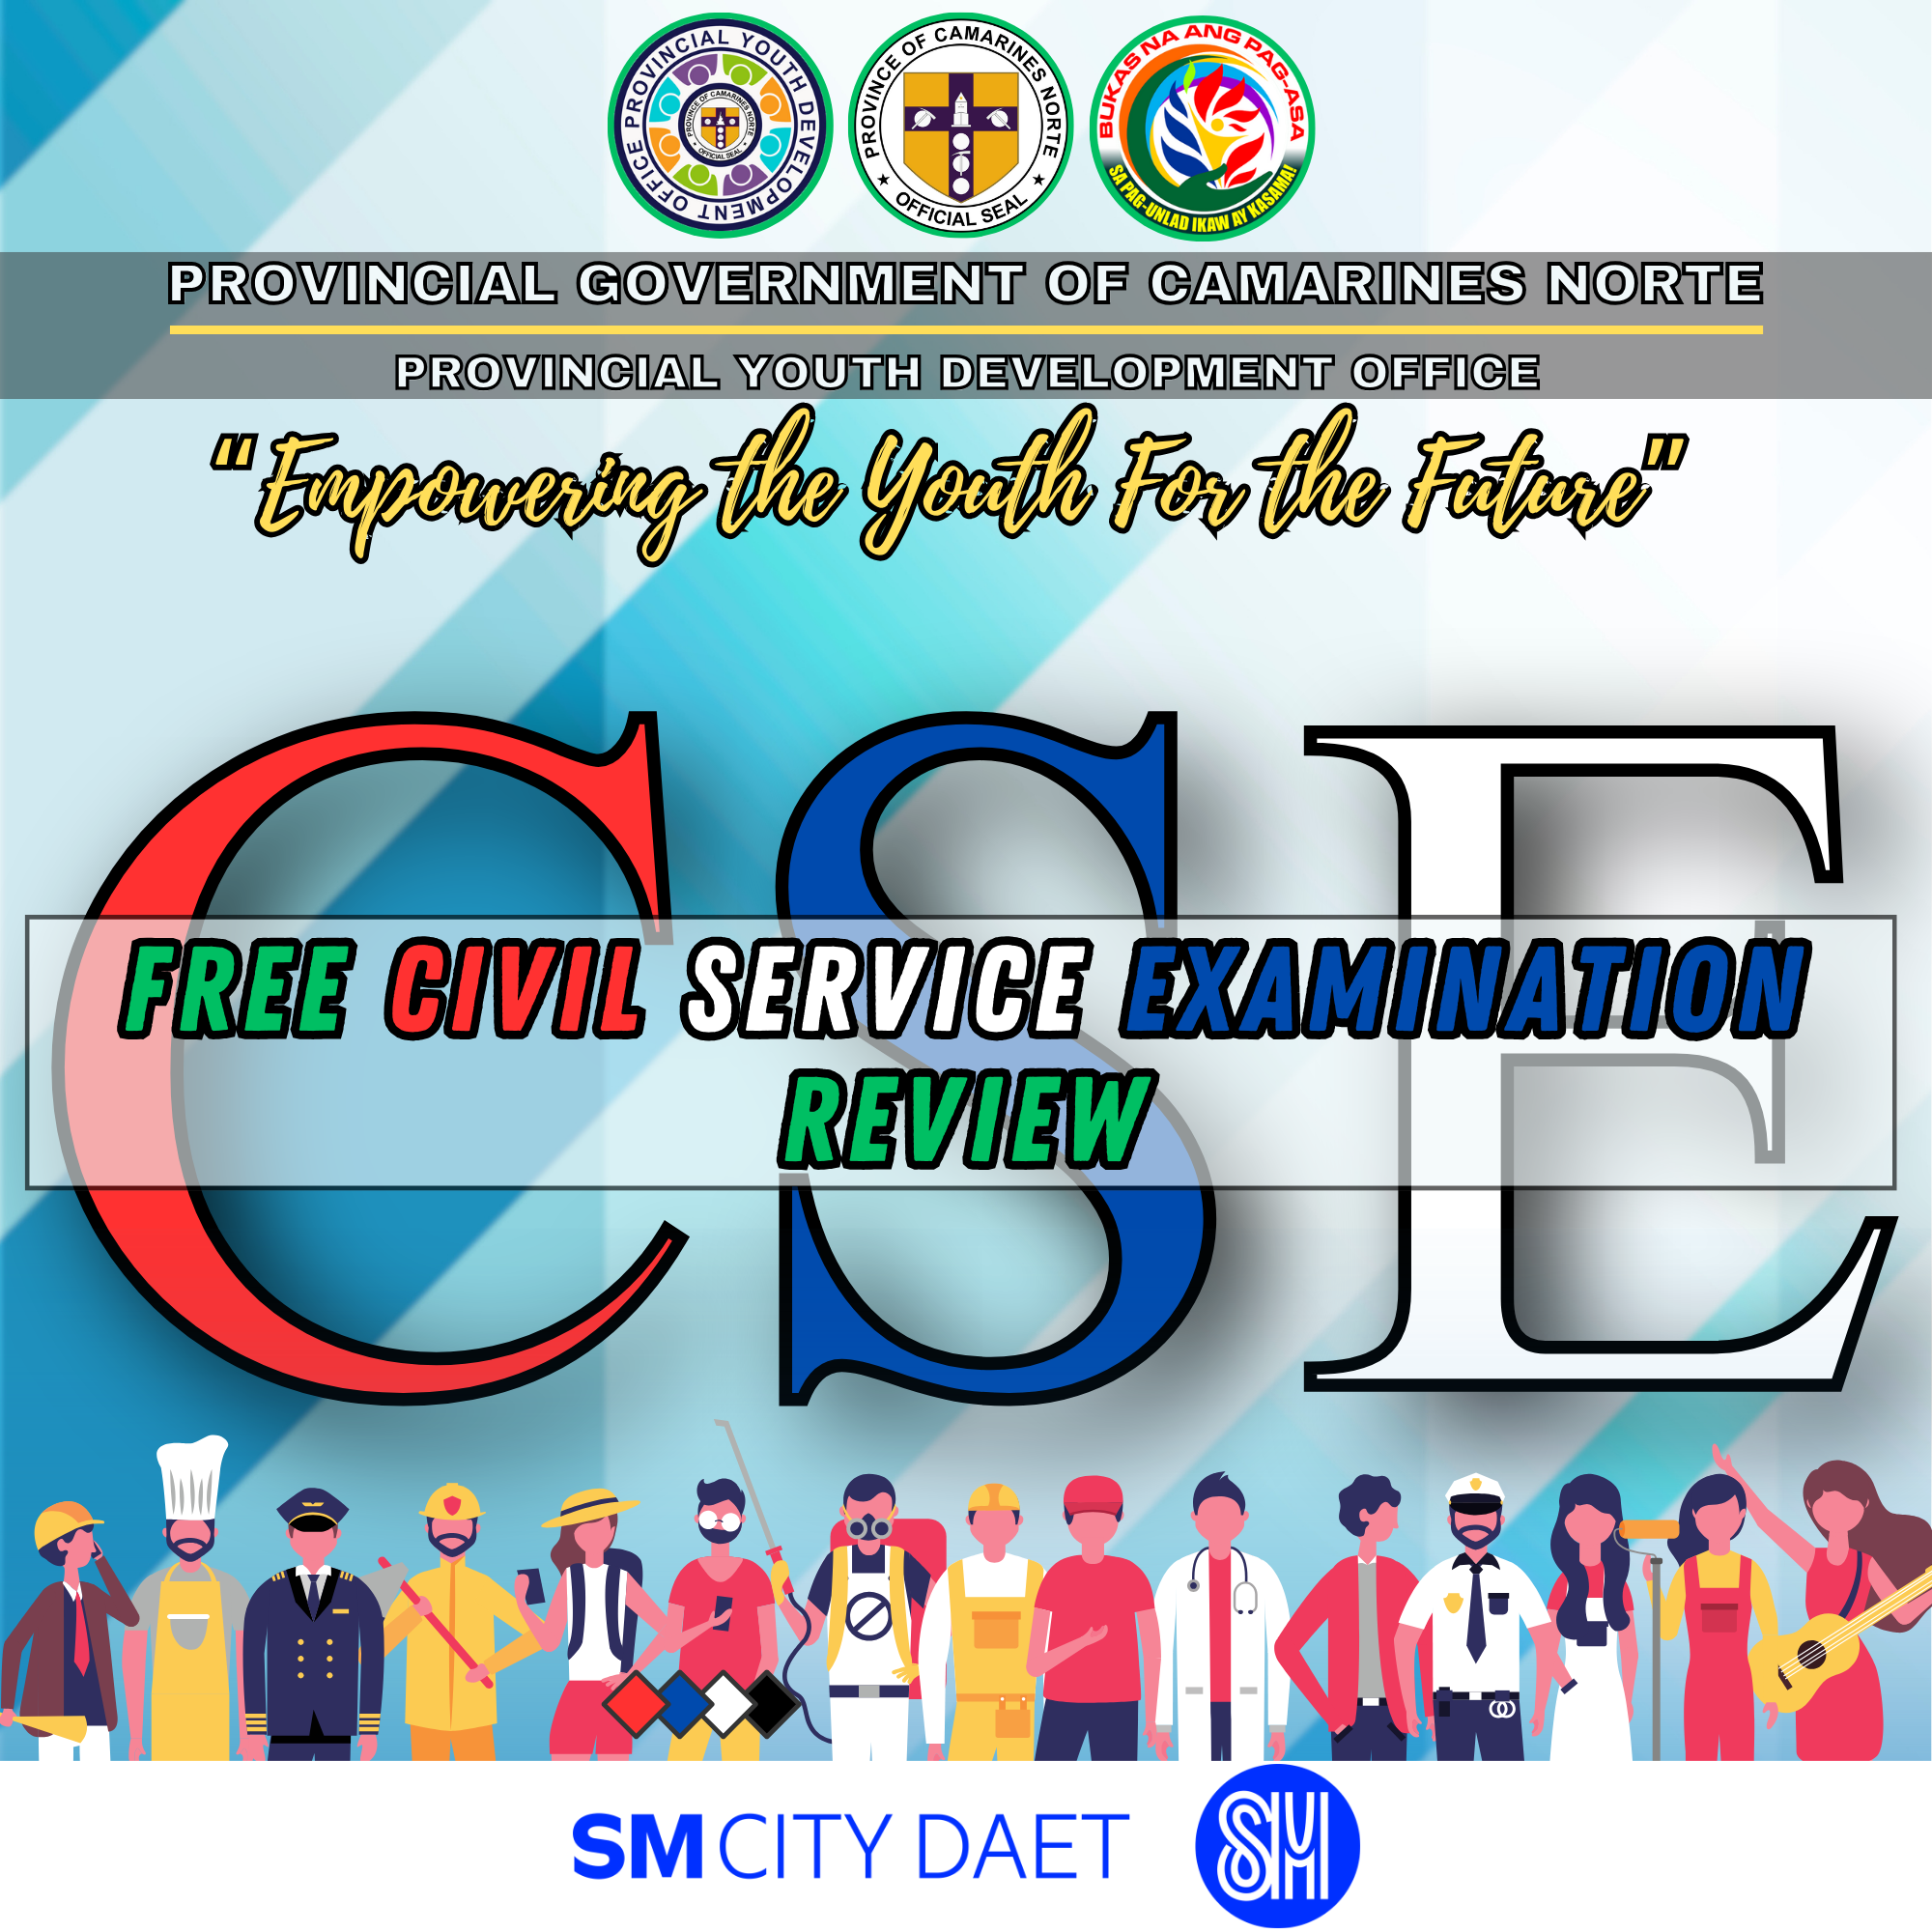 PROVINCIAL YOUTH DEVELOPMENT OFFICE
PROVINCE OF CAMARINES NORTE
OFFICIAL SEAL
PROVINCE OF CAMARINES NORTE
OFFICIAL SEAL
BUKAS NA ANG PAG-ASA
SA PAG-UNLAD IKAW AY KASAMA!
PROVINCIAL GOVERNMENT OF CAMARINES NORTE
PROVINCIAL YOUTH DEVELOPMENT OFFICE
"Empowering the Youth For the Future"
CSE
FREE CIVIL SERVICE EXAMINATION
REVIEW
SM CITY DAET
SM